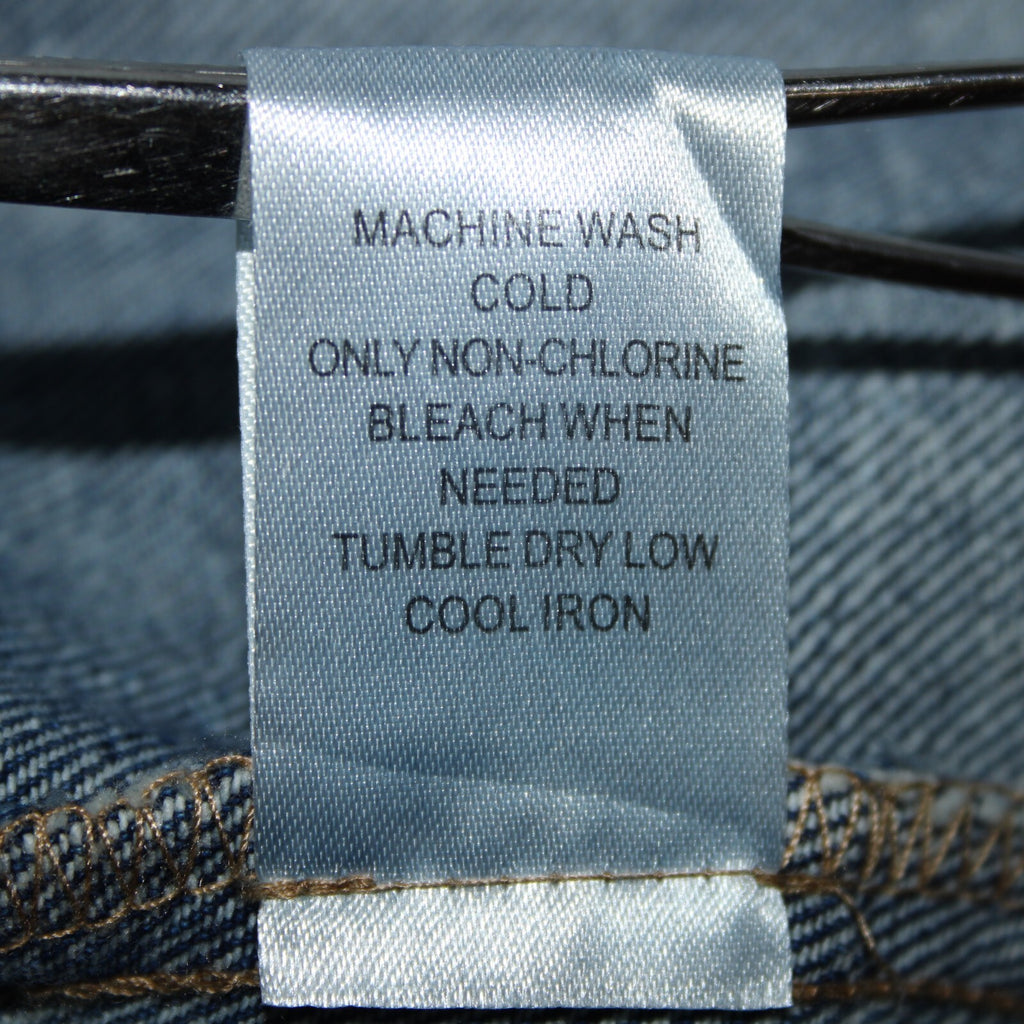 MACHINE WASH
COLD
ONLY NON-CHLORINE
BLEACH WHEN
NEEDED
TUMBLE DRY LOW
COOL IRON